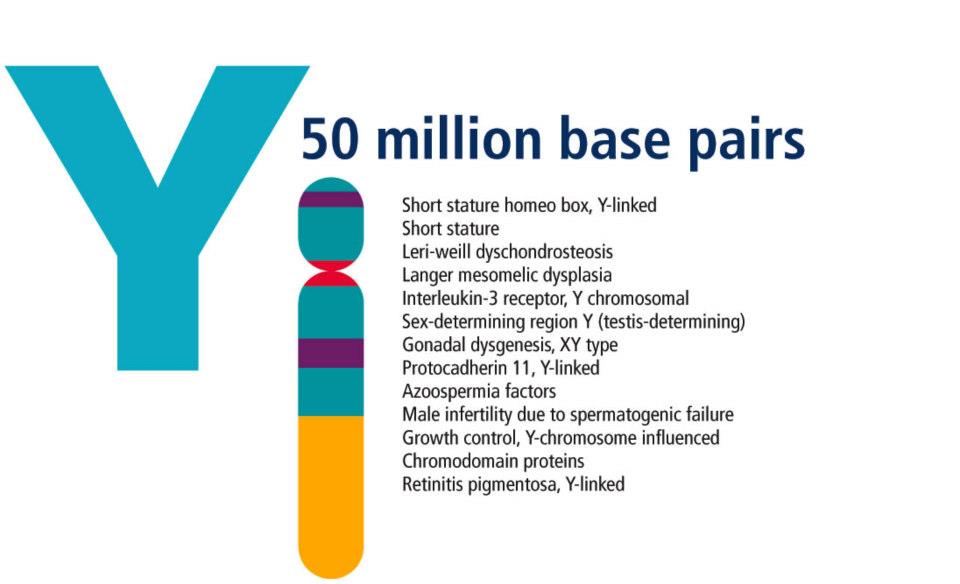 Y
50 million base pairs
Short stature homeo box, Y-linked
Short stature
Leri-weill dyschondrosteosis
Langer mesomelic dysplasia
Interleukin-3 receptor, Y chromosomal
Sex-determining region Y (testis-determining)
Gonadal dysgenesis, XY type
Protocadherin 11, Y-linked
Azoospermia factors
Male infertility due to spermatogenic failure
Growth control, Y-chromosome influenced
Chromodomain proteins
Retinitis pigmentosa, Y-linked